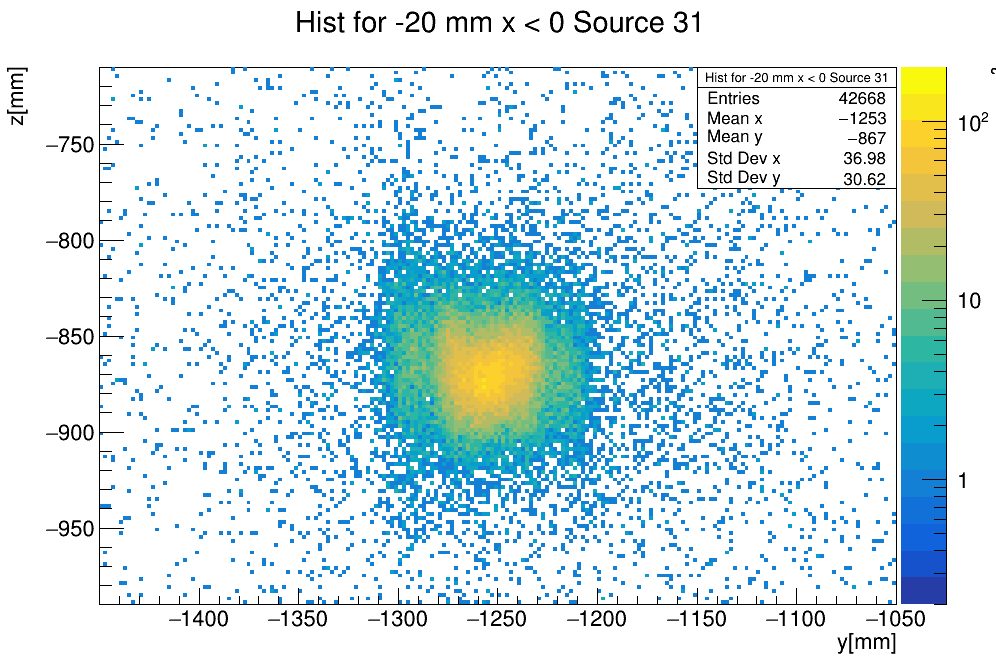 Hist for -20 mm x < 0 Source 31
z[mm]
Hist for -20 mm x < 0 Source 31
Entries 42668
Mean x −1253
Mean y −867
Std Dev x 36.98
Std Dev y 30.62
−750
−800
−850
−900
−950
10²
10
1
−1400 −1350 −1300 −1250 −1200 −1150 −1100 −1050
y[mm]